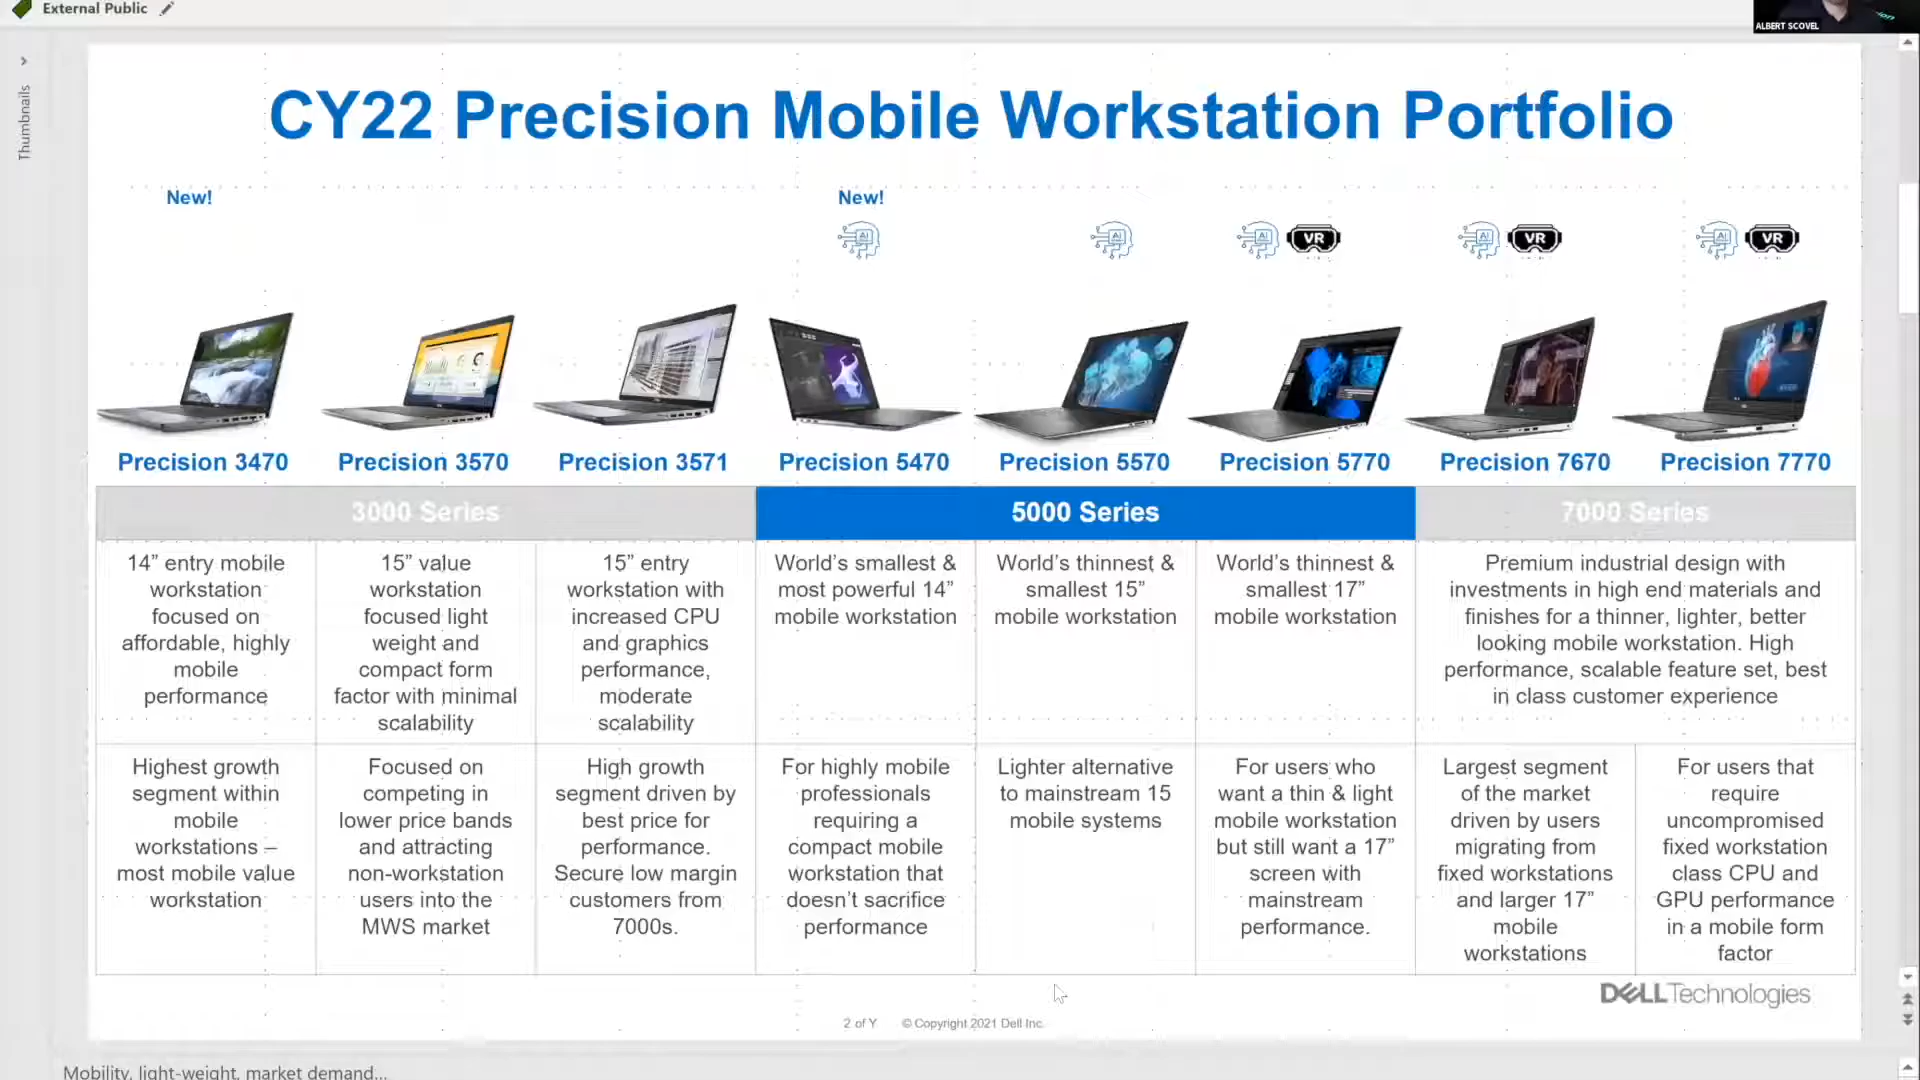 External Public
ALBERT SCOVEL
Thumbnails
CY22 Precision Mobile Workstation Portfolio
New!
New!
AI
AI
AI VR
AI VR
AI VR
Precision 3470
Precision 3570
Precision 3571
Precision 5470
Precision 5570
Precision 5770
Precision 7670
Precision 7770
3000 Series
5000 Series
7000 Series
14” entry mobile
workstation
focused on
affordable, highly
mobile
performance
15” value
workstation
focused light
weight and
compact form
factor with minimal
scalability
15” entry
workstation with
increased CPU
and graphics
performance,
moderate
scalability
World’s smallest &
most powerful 14”
mobile workstation
World’s thinnest &
smallest 15”
mobile workstation
World’s thinnest &
smallest 17”
mobile workstation
Premium industrial design with
investments in high end materials and
finishes for a thinner, lighter, better
looking mobile workstation. High
performance, scalable feature set, best
in class customer experience
Highest growth
segment within
mobile
workstations –
most mobile value
workstation
Focused on
competing in
lower price bands
and attracting
non-workstation
users into the
MWS market
High growth
segment driven by
best price for
performance.
Secure low margin
customers from
7000s.
For highly mobile
professionals
requiring a
compact mobile
workstation that
doesn’t sacrifice
performance
Lighter alternative
to mainstream 15
mobile systems
For users who
want a thin & light
mobile workstation
but still want a 17”
screen with
mainstream
performance.
Largest segment
of the market
driven by users
migrating from
fixed workstations
and larger 17”
mobile
workstations
For users that
require
uncompromised
fixed workstation
class CPU and
GPU performance
in a mobile form
factor
DELLTechnologies
2 of Y © Copyright 2021 Dell Inc.
Mobility, light-weight, market demand...